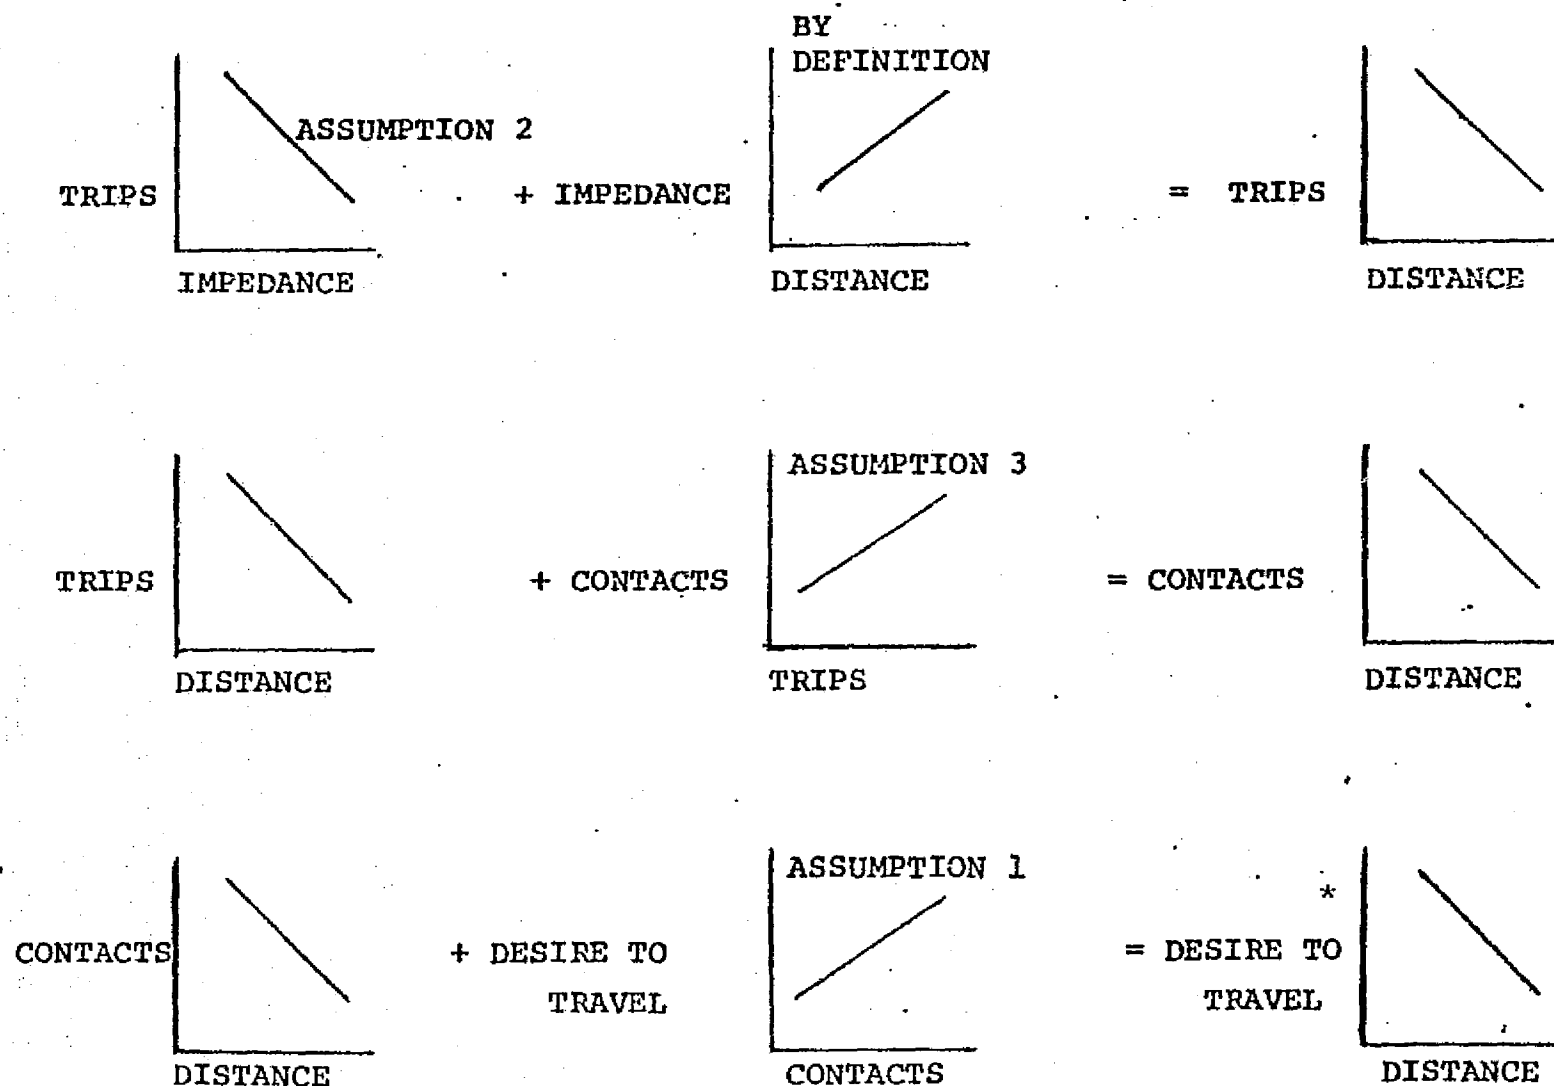 BY
DEFINITION
ASSUMPTION 2
TRIPS + IMPEDANCE = TRIPS
IMPEDANCE DISTANCE DISTANCE
ASSUMPTION 3
TRIPS + CONTACTS = CONTACTS
DISTANCE TRIPS DISTANCE
ASSUMPTION 1
*
CONTACTS + DESIRE TO = DESIRE TO
TRAVEL TRAVEL
DISTANCE CONTACTS DISTANCE